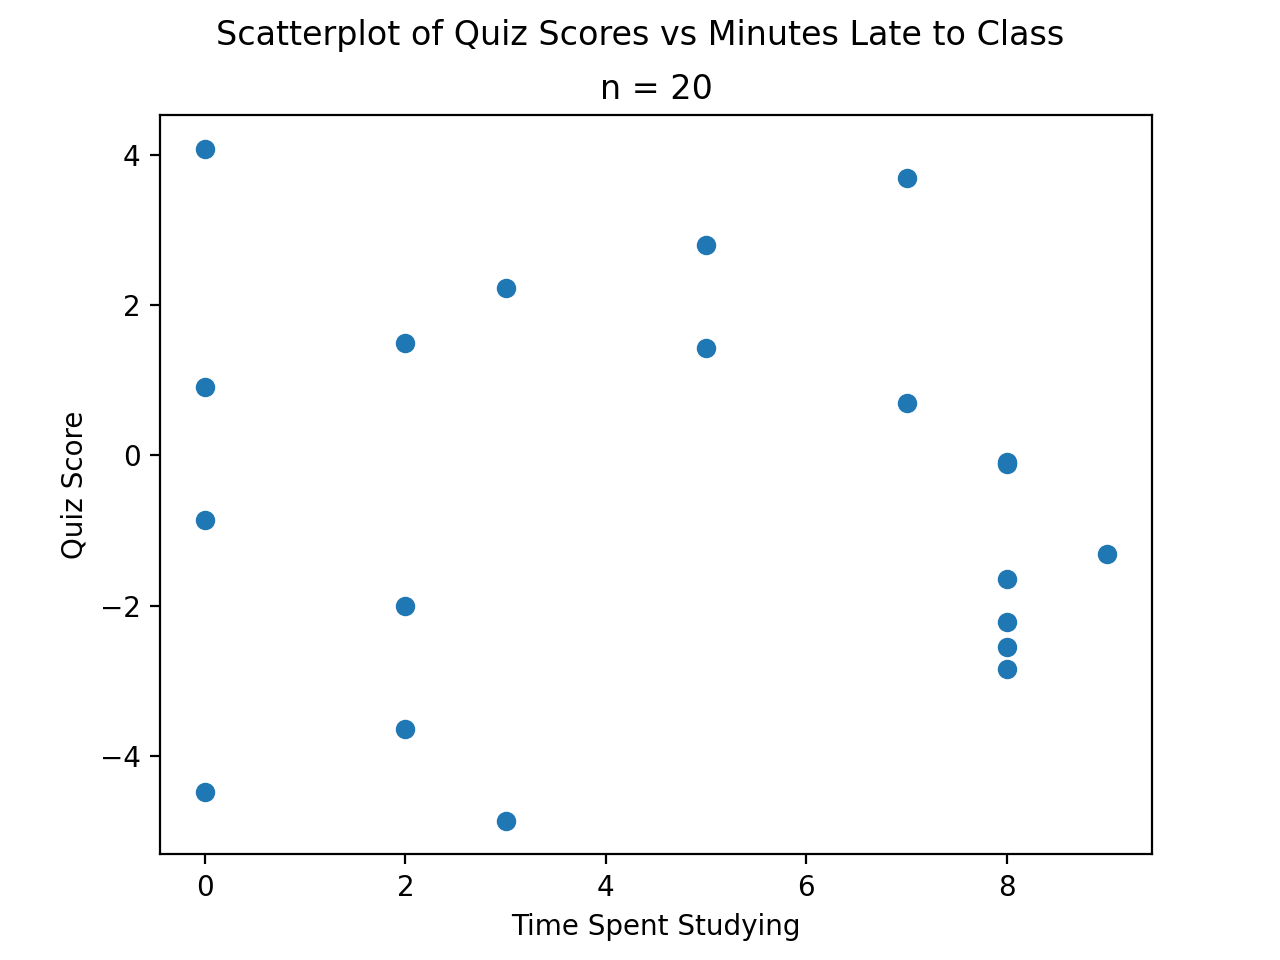 Scatterplot of Quiz Scores vs Minutes Late to Class
n = 20
4
2
0
−2
−4
Quiz Score
0 2 4 6 8
Time Spent Studying